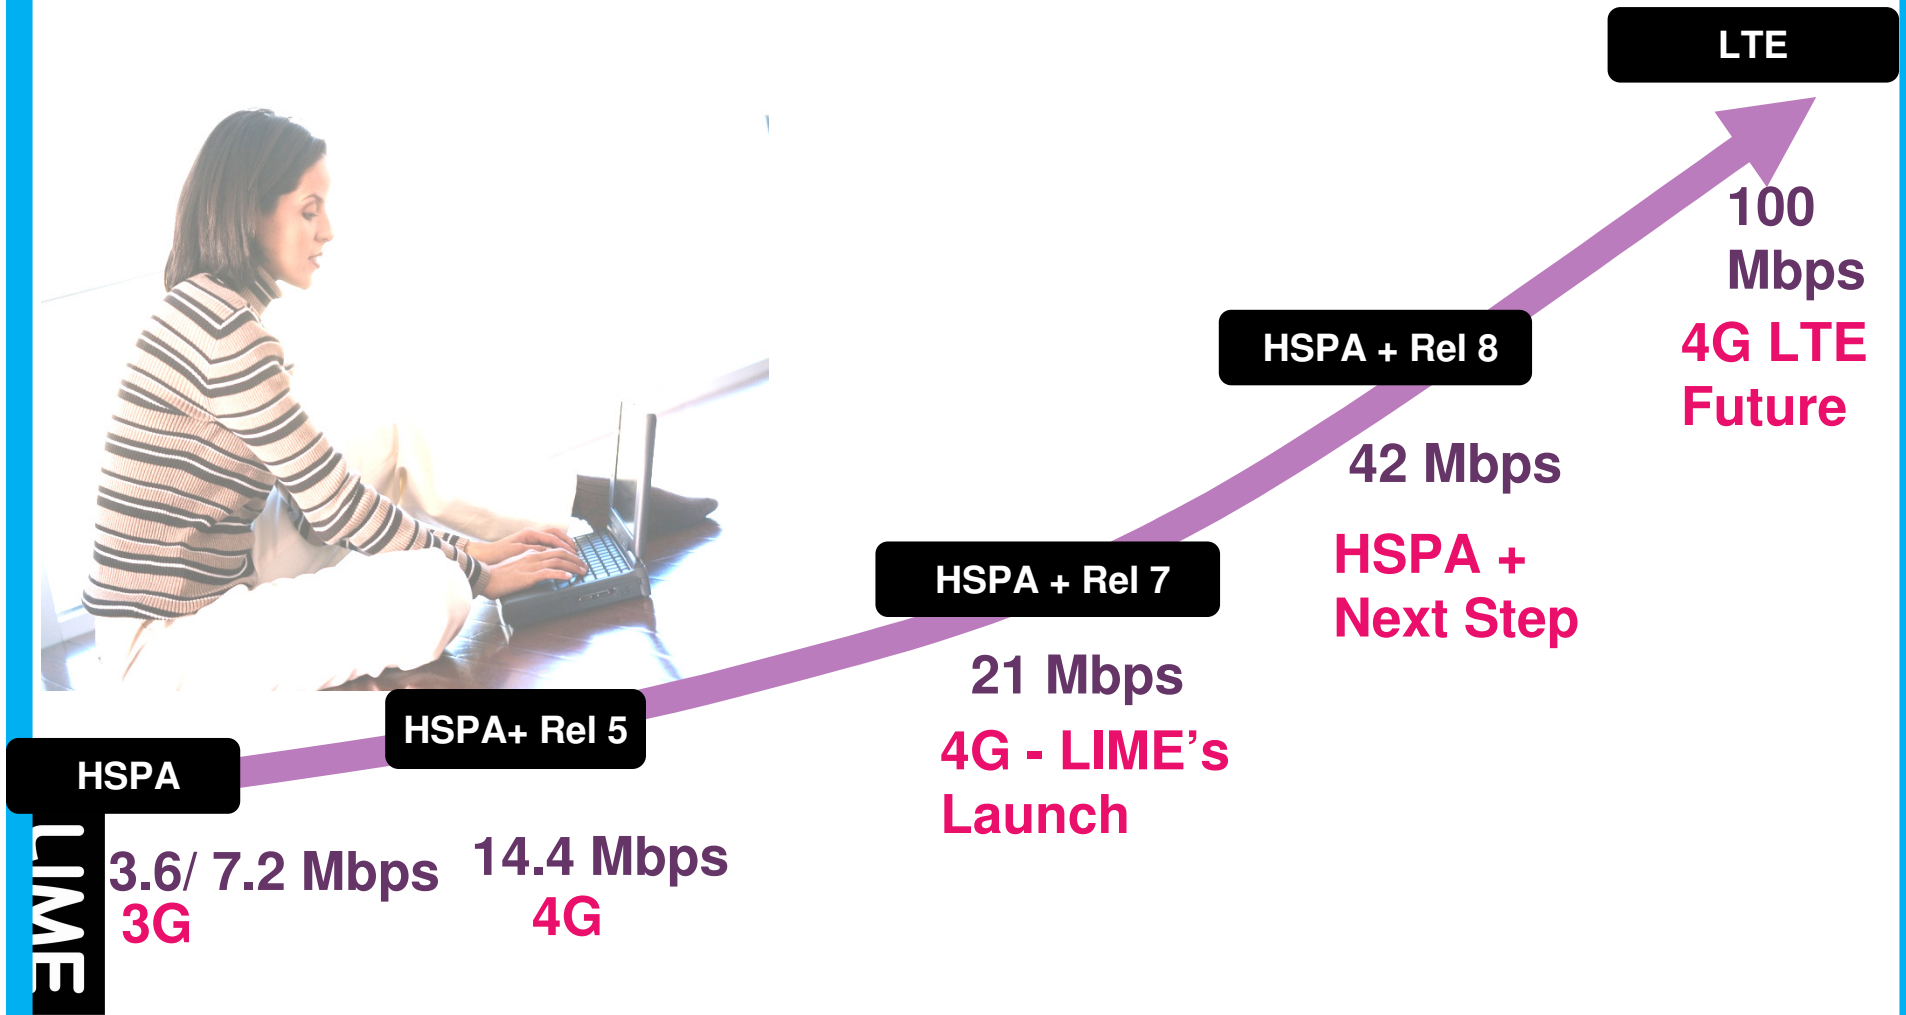 LTE
100
Mbps
4G LTE
Future
HSPA + Rel 8
42 Mbps
HSPA +
Next Step
HSPA + Rel 7
21 Mbps
4G - LIME’s
Launch
HSPA+ Rel 5
14.4 Mbps
4G
HSPA
3.6/ 7.2 Mbps
3G
LIME